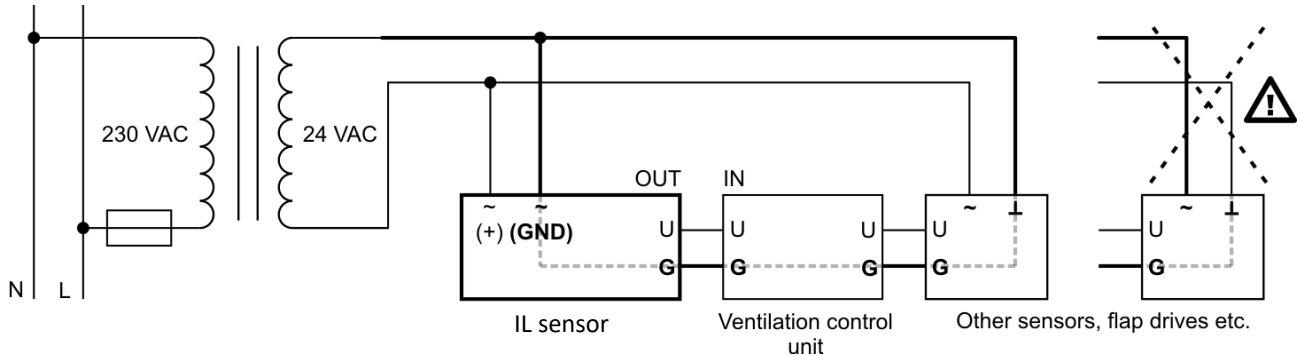 230 VAC
24 VAC
OUT
IN
~
~
~
⊥
~
⊥
(+) (GND)
U
U
U
U
U
G
G
G
G
G
N
L
!
IL sensor
Ventilation control
unit
Other sensors, flap drives etc.